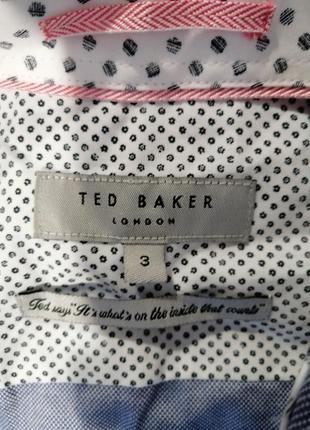 TED BAKER
LONDON
3
Ted says "It's what's on the inside that counts"